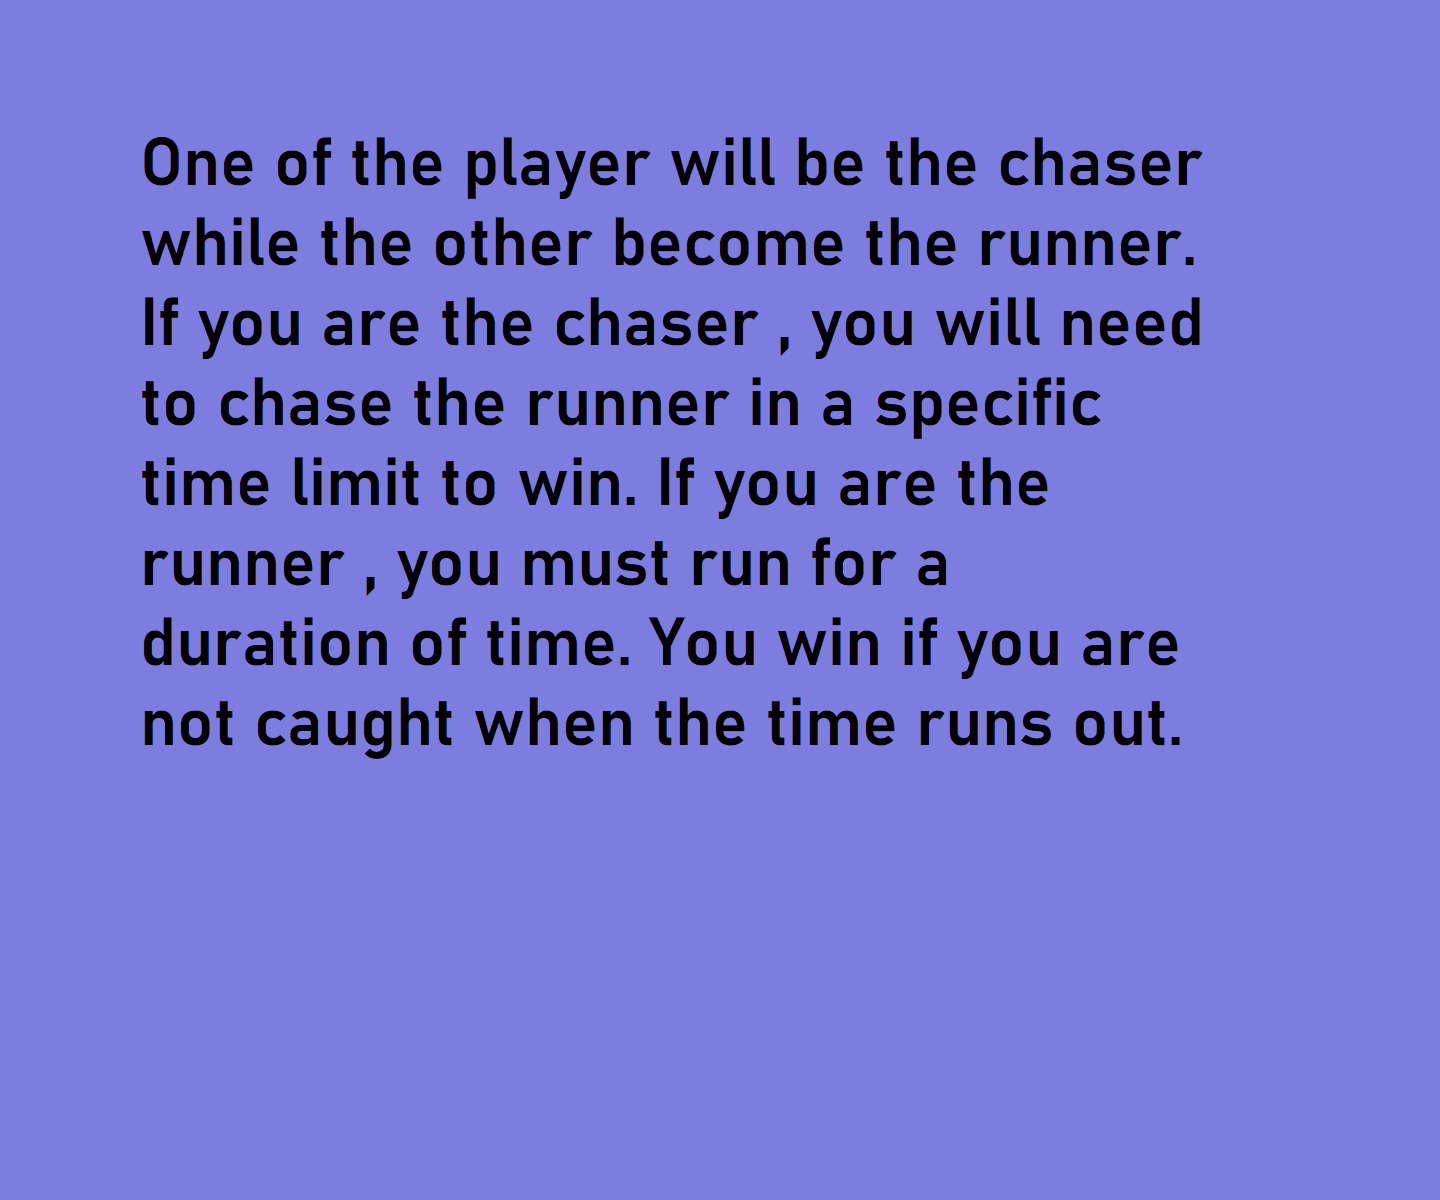 One of the player will be the chaser
while the other become the runner.
If you are the chaser , you will need
to chase the runner in a specific
time limit to win. If you are the
runner , you must run for a
duration of time. You win if you are
not caught when the time runs out.